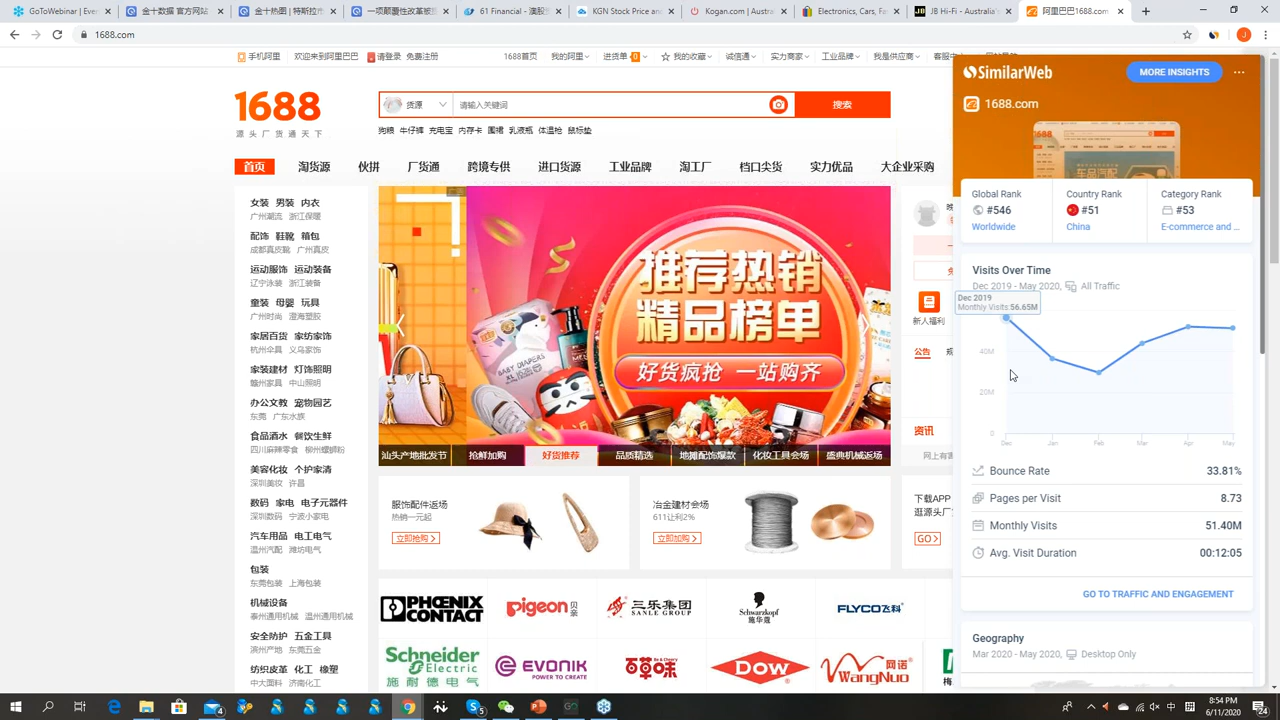 GoToWebinar | Ev
金十数据 官方网站
金十热图 | 特斯拉
一项颠覆性改革被
61 Financial - 澳股
KGN Stock Price an
Kogan.com | Austra
Electronics, Cars, Fa
JB Hi-Fi - Australia
阿里巴巴1688.com
1688.com
手机阿里
欢迎来到阿里巴巴
请登录
免费注册
1688首页
我的阿里
进货单 0
我的收藏
诚信通
实力商家
工业品牌
我是供应商
客服中
1688
源头厂货通天下
货源
请输入关键词
搜索
狗粮 牛仔裤 充电宝 内存卡 围裙 乳液瓶 体温枪 鼠标垫
首页 淘货源 伙拼 厂货通 跨境专供 进口货源 工业品牌 淘工厂 档口尖货 实力优品 大企业采购
女装 男装 内衣
广州潮流 浙江保暖
配饰 鞋靴 箱包
成都真皮靴 广州真皮
运动服饰 运动装备
辽宁泳装 浙江装备
童装 母婴 玩具
广州时尚 澄海塑胶
家居百货 家纺家饰
杭州伞具 义乌家饰
家装建材 灯饰照明
赣州家具 中山照明
办公文教 宠物园艺
东莞 广东水族
食品酒水 餐饮生鲜
四川麻辣零食 柳州螺蛳粉
美容化妆 个护家清
深圳美妆 许昌
数码 家电 电子元器件
深圳数码 宁波小家电
汽车用品 电工电气
温州汽配 潍坊电气
包装
东莞包装 上海包装
机械设备
泰州通用机械 温州通用机械
安全防护 五金工具
滨州产地 东莞五金
纺织皮革 化工 橡塑
中大面料 济南化工
推荐热销
精品榜单
好货疯抢 一站购齐
BABY DIAPERS
汕头产地批发节
抢鲜加购
好货推荐
品质精选
地摊配饰爆款
化妆工具会场
盛典机械返场
新人福利
公告
资讯
服饰配件返场
热销一元起
立即抢购 >
冶金建材会场
611让利2%
立即加购 >
下载APP
逛源头厂
GO >
PHOENIX
CONTACT
pigeon 贝亲
三乐集团
SANLE GROUP
Schwarzkopf
施华蔻
FLYCO飞科
Schneider
Electric
施耐德电气
EVONIK
POWER TO CREATE
百草味
DOW
网诺
WANGNUO
SimilarWeb
MORE INSIGHTS
1688.com
Global Rank
#546
Worldwide
Country Rank
#51
China
Category Rank
#53
E-commerce and ...
Visits Over Time
Dec 2019 - May 2020, All Traffic
Dec 2019
Monthly Visits:56.65M
40M
20M
0
Dec Jan Feb Mar Apr May
Bounce Rate 33.81%
Pages per Visit 8.73
Monthly Visits 51.40M
Avg. Visit Duration 00:12:05
GO TO TRAFFIC AND ENGAGEMENT
Geography
Mar 2020 - May 2020, Desktop Only
8:54 PM
6/11/2020